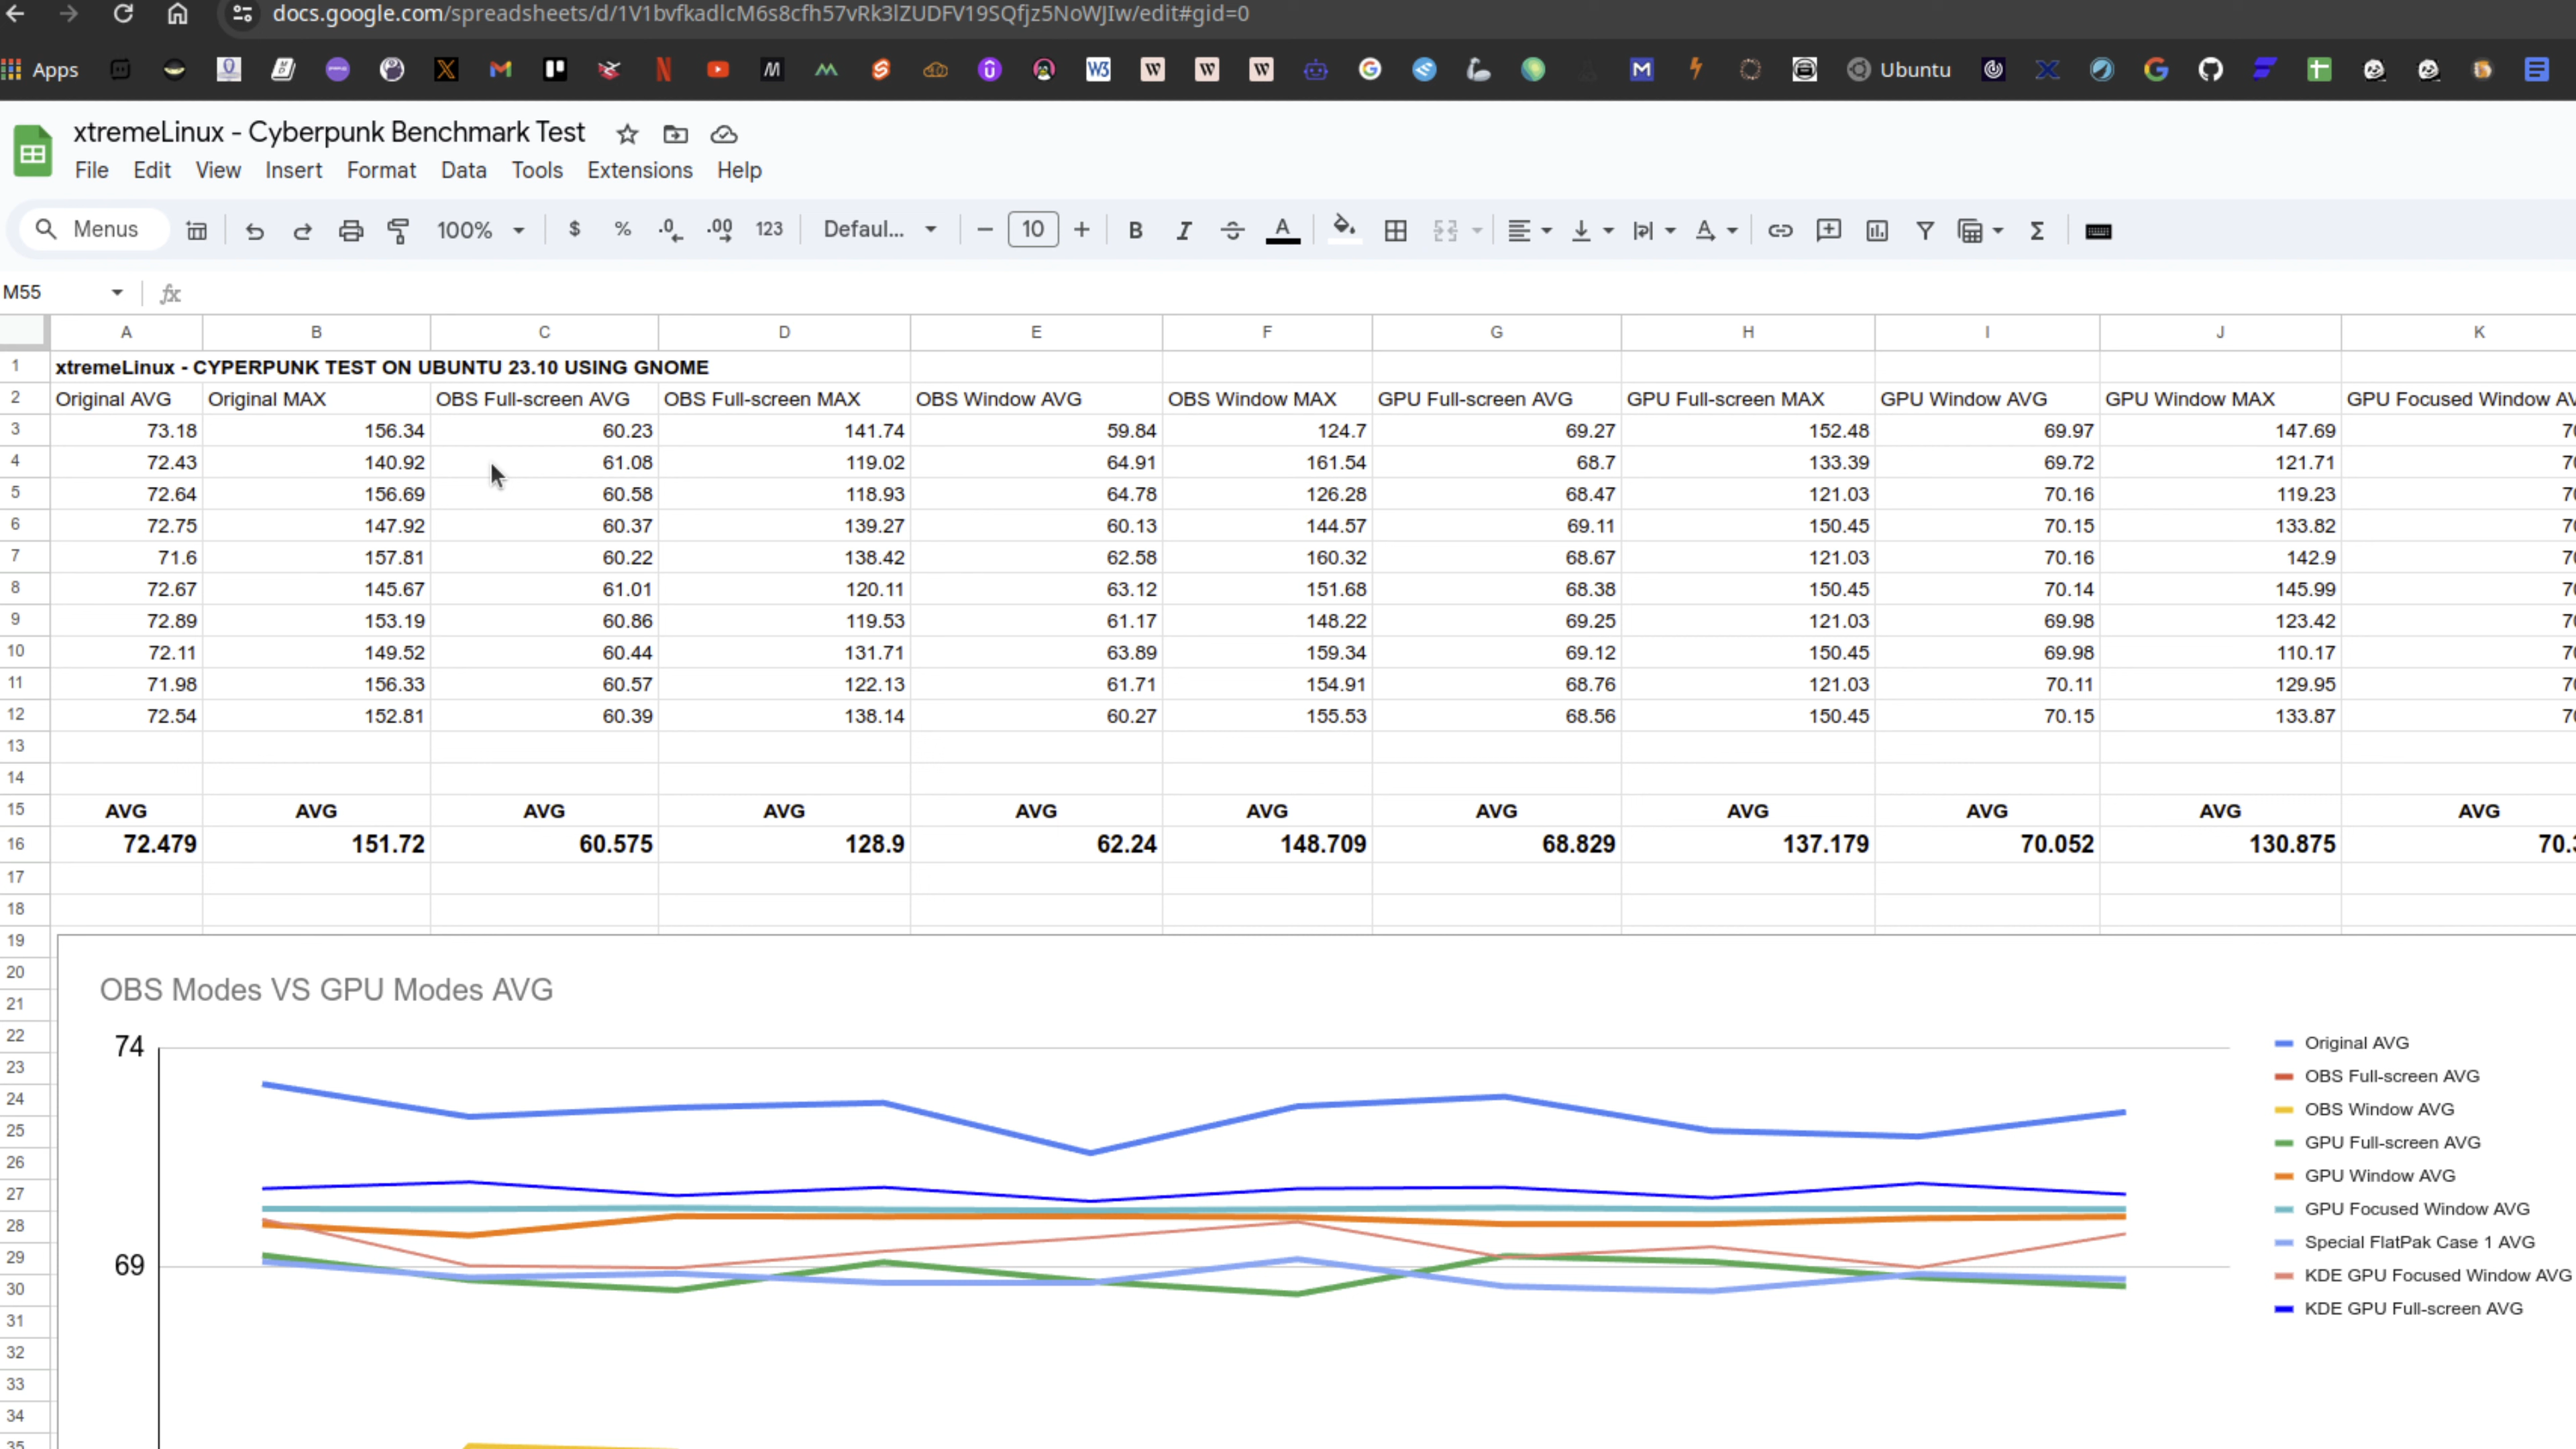 docs.google.com/spreadsheets/d/1V1bvfkadlcM6s8cfh57vRk3lZUDFV19SQfjz5NoWJIw/edit#gid=0
Apps W3 W W W M Ubuntu
xtremeLinux - Cyberpunk Benchmark Test
File Edit View Insert Format Data Tools Extensions Help
Menus 100% $ % .0 .00 123 Defaul... − 10 + B I A A Σ
M55 fx
A B C D E F G H I J K
1 xtremeLinux - CYPERPUNK TEST ON UBUNTU 23.10 USING GNOME
2 Original AVG Original MAX OBS Full-screen AVG OBS Full-screen MAX OBS Window AVG OBS Window MAX GPU Full-screen AVG GPU Full-screen MAX GPU Window AVG GPU Window MAX GPU Focused Window AV
3 73.18 156.34 60.23 141.74 59.84 124.7 69.27 152.48 69.97 147.69 70
4 72.43 140.92 61.08 119.02 64.91 161.54 68.7 133.39 69.72 121.71 70
5 72.64 156.69 60.58 118.93 64.78 126.28 68.47 121.03 70.16 119.23 70
6 72.75 147.92 60.37 139.27 60.13 144.57 69.11 150.45 70.15 133.82 70
7 71.6 157.81 60.22 138.42 62.58 160.32 68.67 121.03 70.16 142.9 70
8 72.67 145.67 61.01 120.11 63.12 151.68 68.38 150.45 70.14 145.99 70
9 72.89 153.19 60.86 119.53 61.17 148.22 69.25 121.03 69.98 123.42 70
10 72.11 149.52 60.44 131.71 63.89 159.34 69.12 150.45 69.98 110.17 70
11 71.98 156.33 60.57 122.13 61.71 154.91 68.76 121.03 70.11 129.95 70
12 72.54 152.81 60.39 138.14 60.27 155.53 68.56 150.45 70.15 133.87 70
13
14
15 AVG AVG AVG AVG AVG AVG AVG AVG AVG AVG AVG
16 72.479 151.72 60.575 128.9 62.24 148.709 68.829 137.179 70.052 130.875 70.
17
18
19
20
21
22
23
24
25
26
27
28
29
30
31
32
33
34
35
OBS Modes VS GPU Modes AVG
74
69
Original AVG
OBS Full-screen AVG
OBS Window AVG
GPU Full-screen AVG
GPU Window AVG
GPU Focused Window AVG
Special FlatPak Case 1 AVG
KDE GPU Focused Window AVG
KDE GPU Full-screen AVG